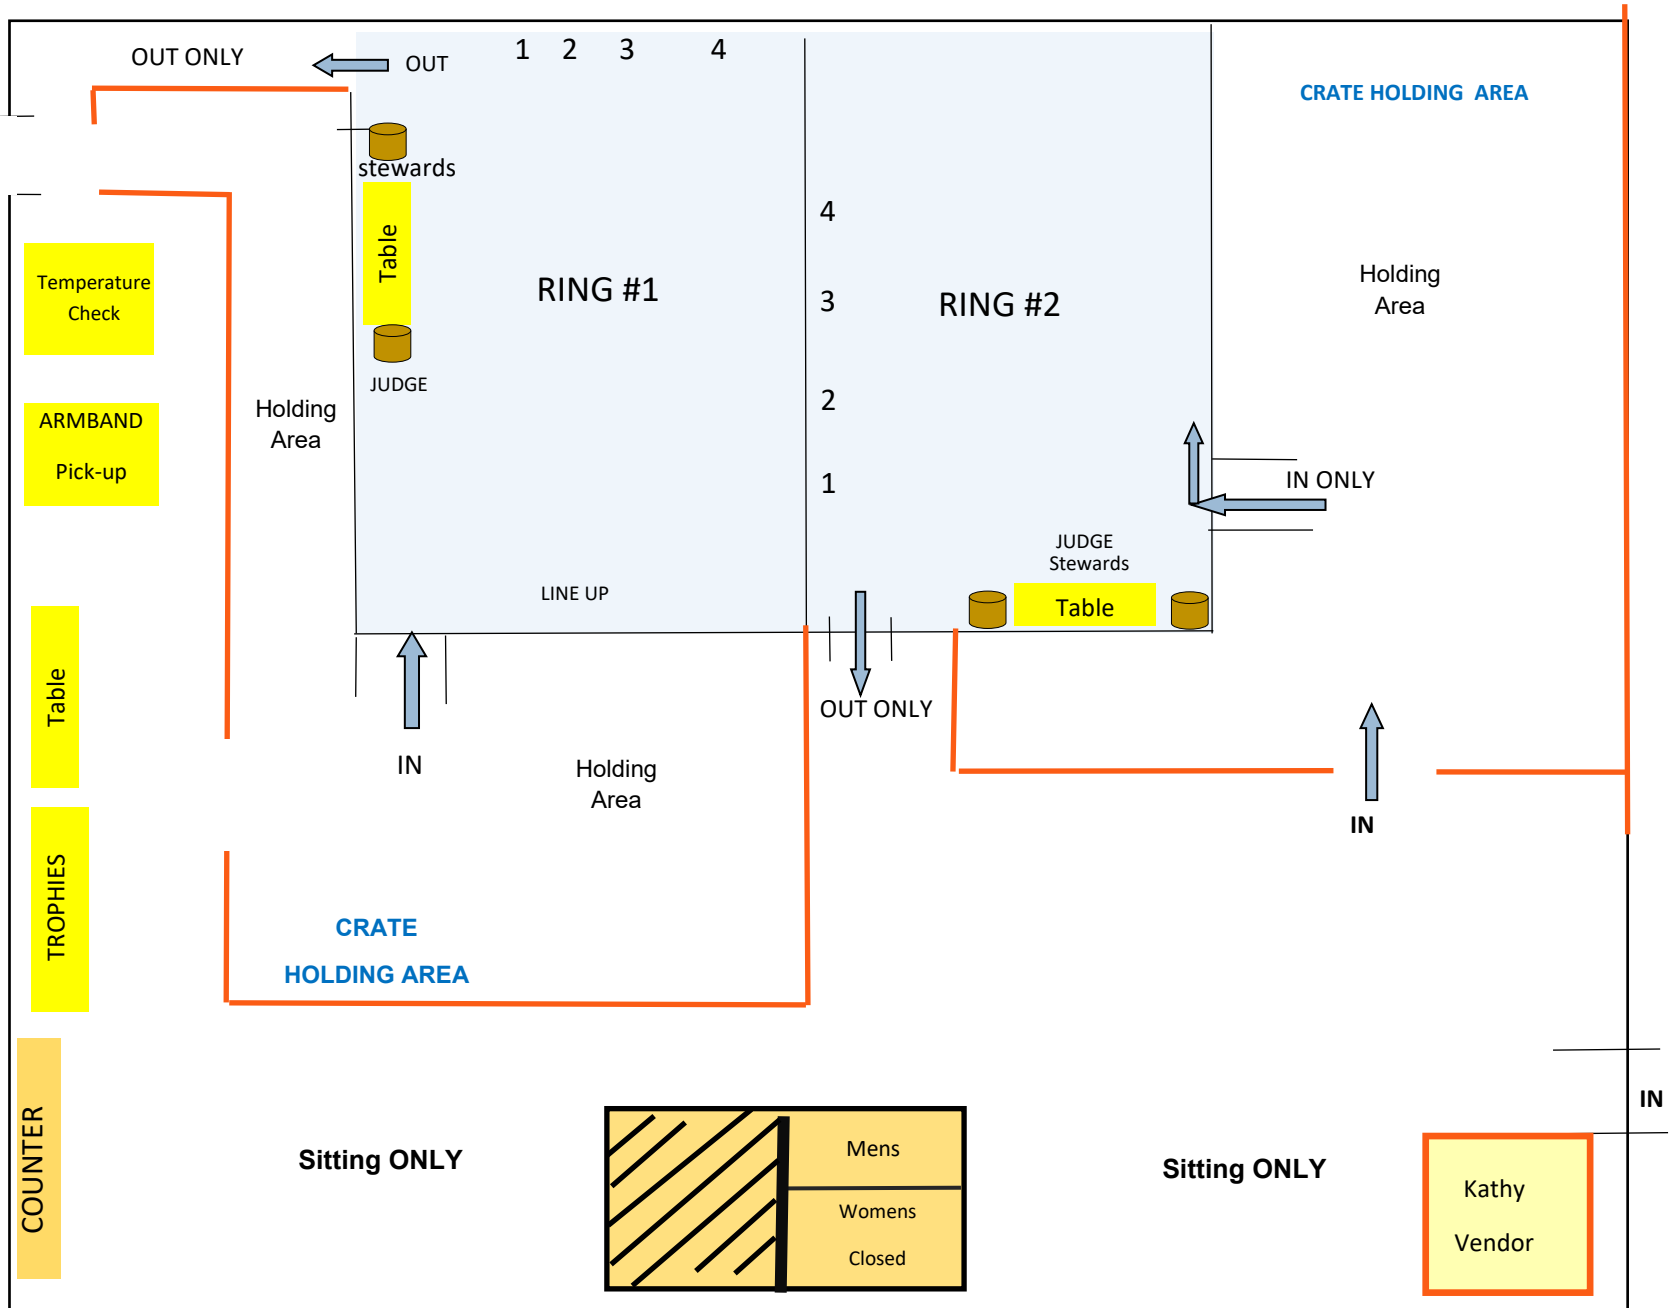 OUT ONLY
OUT
1 2 3 4
CRATE HOLDING AREA
stewards
Table
JUDGE
RING #1
4
3
2
1
RING #2
Holding
Area
Temperature
Check
ARMBAND
Pick-up
Holding
Area
IN ONLY
JUDGE
Stewards
Table
LINE UP
Table
IN
Holding
Area
OUT ONLY
IN
TROPHIES
CRATE
HOLDING AREA
COUNTER
Sitting ONLY
Mens
Womens
Closed
Sitting ONLY
IN
Kathy
Vendor